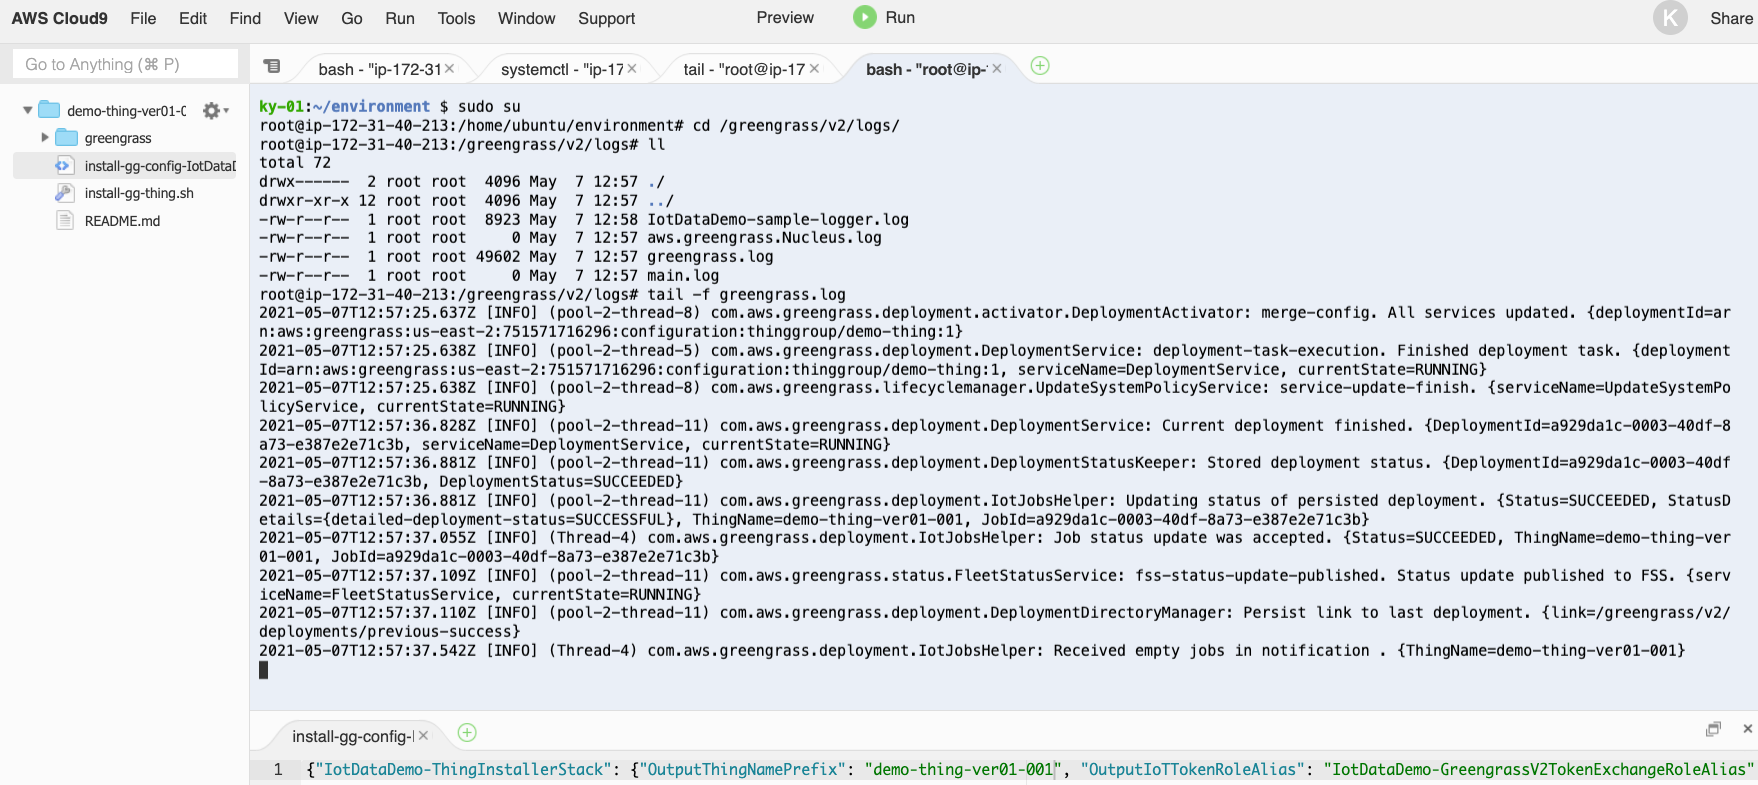 AWS Cloud9 File Edit Find View Go Run Tools Window Support Preview Run K Share
Go to Anything (⌘ P)
bash - "ip-172-31 systemctl - "ip-17 tail - "root@ip-17 bash - "root@ip-
demo-thing-ver01-0
greengrass
install-gg-config-IotDataD
install-gg-thing.sh
README.md
ky-01:~/environment $ sudo su
root@ip-172-31-40-213:/home/ubuntu/environment# cd /greengrass/v2/logs/
root@ip-172-31-40-213:/greengrass/v2/logs# ll
total 72
drwx------  2 root root  4096 May  7 12:57 ./
drwxr-xr-x 12 root root  4096 May  7 12:57 ../
-rw-r--r--  1 root root  8923 May  7 12:58 IotDataDemo-sample-logger.log
-rw-r--r--  1 root root     0 May  7 12:57 aws.greengrass.Nucleus.log
-rw-r--r--  1 root root 49602 May  7 12:57 greengrass.log
-rw-r--r--  1 root root     0 May  7 12:57 main.log
root@ip-172-31-40-213:/greengrass/v2/logs# tail -f greengrass.log
2021-05-07T12:57:25.637Z [INFO] (pool-2-thread-8) com.aws.greengrass.deployment.activator.DeploymentActivator: merge-config. All services updated. {deploymentId=ar
n:aws:greengrass:us-east-2:751571716296:configuration:thinggroup/demo-thing:1}
2021-05-07T12:57:25.638Z [INFO] (pool-2-thread-5) com.aws.greengrass.deployment.DeploymentService: deployment-task-execution. Finished deployment task. {deployment
Id=arn:aws:greengrass:us-east-2:751571716296:configuration:thinggroup/demo-thing:1, serviceName=DeploymentService, currentState=RUNNING}
2021-05-07T12:57:25.638Z [INFO] (pool-2-thread-8) com.aws.greengrass.lifecyclemanager.UpdateSystemPolicyService: service-update-finish. {serviceName=UpdateSystemPo
licyService, currentState=RUNNING}
2021-05-07T12:57:36.828Z [INFO] (pool-2-thread-11) com.aws.greengrass.deployment.DeploymentService: Current deployment finished. {DeploymentId=a929da1c-0003-40df-8
a73-e387e2e71c3b, serviceName=DeploymentService, currentState=RUNNING}
2021-05-07T12:57:36.881Z [INFO] (pool-2-thread-11) com.aws.greengrass.deployment.DeploymentStatusKeeper: Stored deployment status. {DeploymentId=a929da1c-0003-40df
-8a73-e387e2e71c3b, DeploymentStatus=SUCCEEDED}
2021-05-07T12:57:36.881Z [INFO] (pool-2-thread-11) com.aws.greengrass.deployment.IotJobsHelper: Updating status of persisted deployment. {Status=SUCCEEDED, StatusD
etails={detailed-deployment-status=SUCCESSFUL}, ThingName=demo-thing-ver01-001, JobId=a929da1c-0003-40df-8a73-e387e2e71c3b}
2021-05-07T12:57:37.055Z [INFO] (Thread-4) com.aws.greengrass.deployment.IotJobsHelper: Job status update was accepted. {Status=SUCCEEDED, ThingName=demo-thing-ver
01-001, JobId=a929da1c-0003-40df-8a73-e387e2e71c3b}
2021-05-07T12:57:37.109Z [INFO] (pool-2-thread-11) com.aws.greengrass.status.FleetStatusService: fss-status-update-published. Status update published to FSS. {serv
iceName=FleetStatusService, currentState=RUNNING}
2021-05-07T12:57:37.110Z [INFO] (pool-2-thread-11) com.aws.greengrass.deployment.DeploymentDirectoryManager: Persist link to last deployment. {link=/greengrass/v2/
deployments/previous-success}
2021-05-07T12:57:37.542Z [INFO] (Thread-4) com.aws.greengrass.deployment.IotJobsHelper: Received empty jobs in notification . {ThingName=demo-thing-ver01-001}
install-gg-config-I
1 {"IotDataDemo-ThingInstallerStack": {"OutputThingNamePrefix": "demo-thing-ver01-001", "OutputIoTTokenRoleAlias": "IotDataDemo-GreengrassV2TokenExchangeRoleAlias"